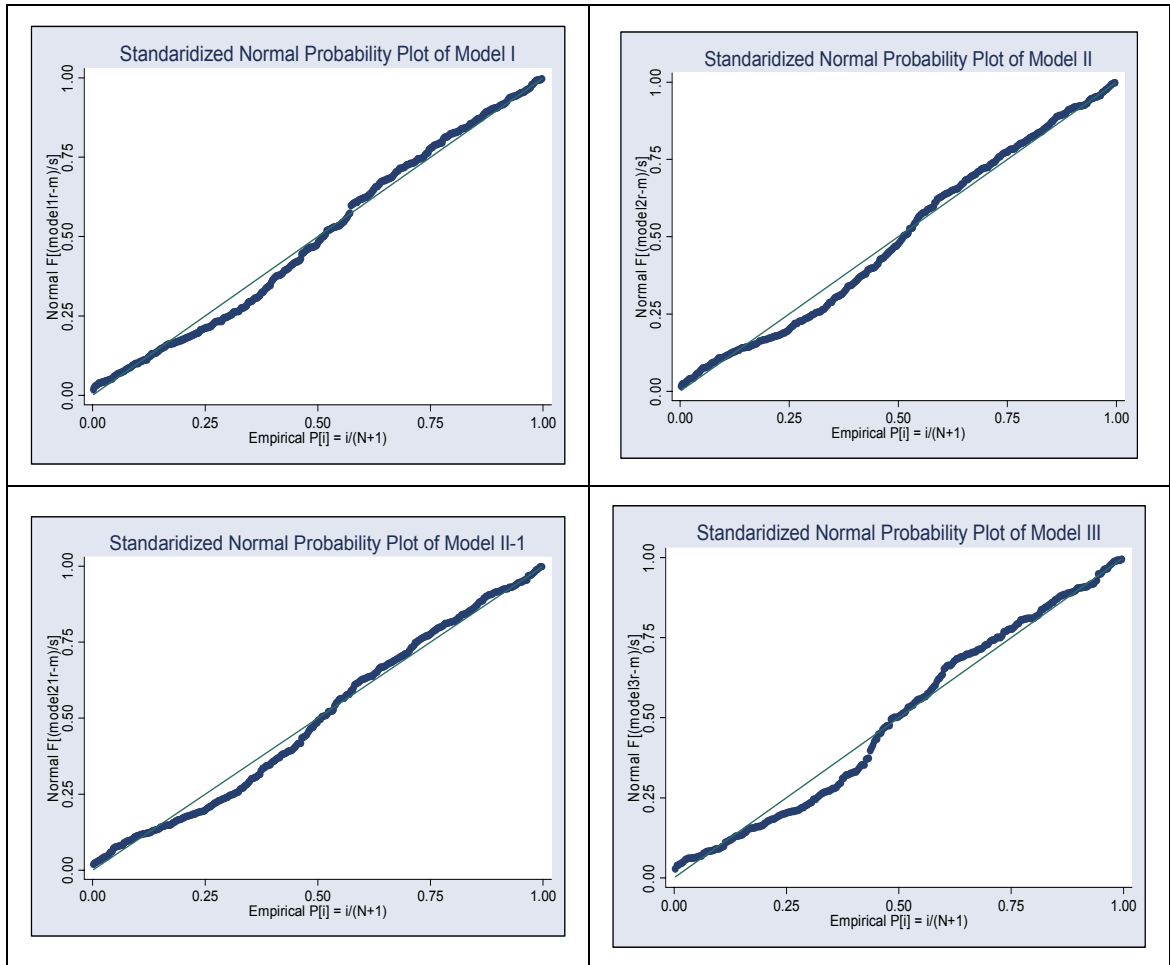 Standaridized Normal Probability Plot of Model I
Normal F[(model1r-m)/s]
0.00 0.25 0.50 0.75 1.00
0.00 0.25 0.50 0.75 1.00
Empirical P[i] = i/(N+1)
Standaridized Normal Probability Plot of Model II
Normal F[(model2r-m)/s]
0.00 0.25 0.50 0.75 1.00
0.00 0.25 0.50 0.75 1.00
Empirical P[i] = i/(N+1)
Standaridized Normal Probability Plot of Model II-1
Normal F[(model21r-m)/s]
0.00 0.25 0.50 0.75 1.00
0.00 0.25 0.50 0.75 1.00
Empirical P[i] = i/(N+1)
Standaridized Normal Probability Plot of Model III
Normal F[(model3r-m)/s]
0.00 0.25 0.50 0.75 1.00
0.00 0.25 0.50 0.75 1.00
Empirical P[i] = i/(N+1)